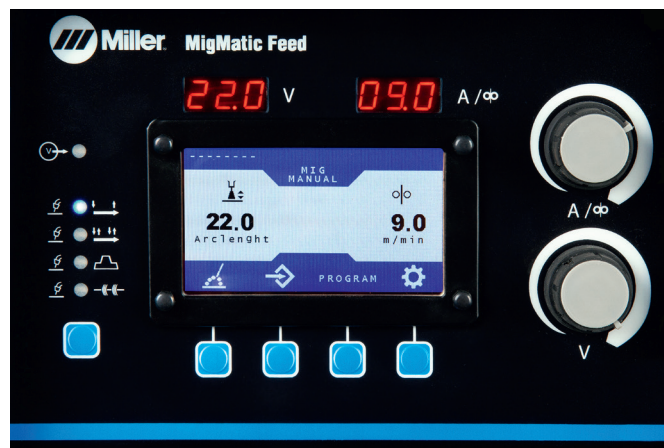 Miller MigMatic Feed
22.0 V 09.0 A /
V
--------
MIG
MANUAL
22.0 9.0
Arclenght m/min
A /
PROGRAM
V